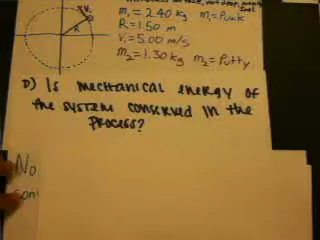 V₁
R
m₁ = 2.40 kg m₁ = Puck
R = 1.50 m
V₁ = 5.00 m/s
m₂ = 1.30 kg m₂ = Putty
D) Is mechanical energy of
the system conserved in the
process?
No